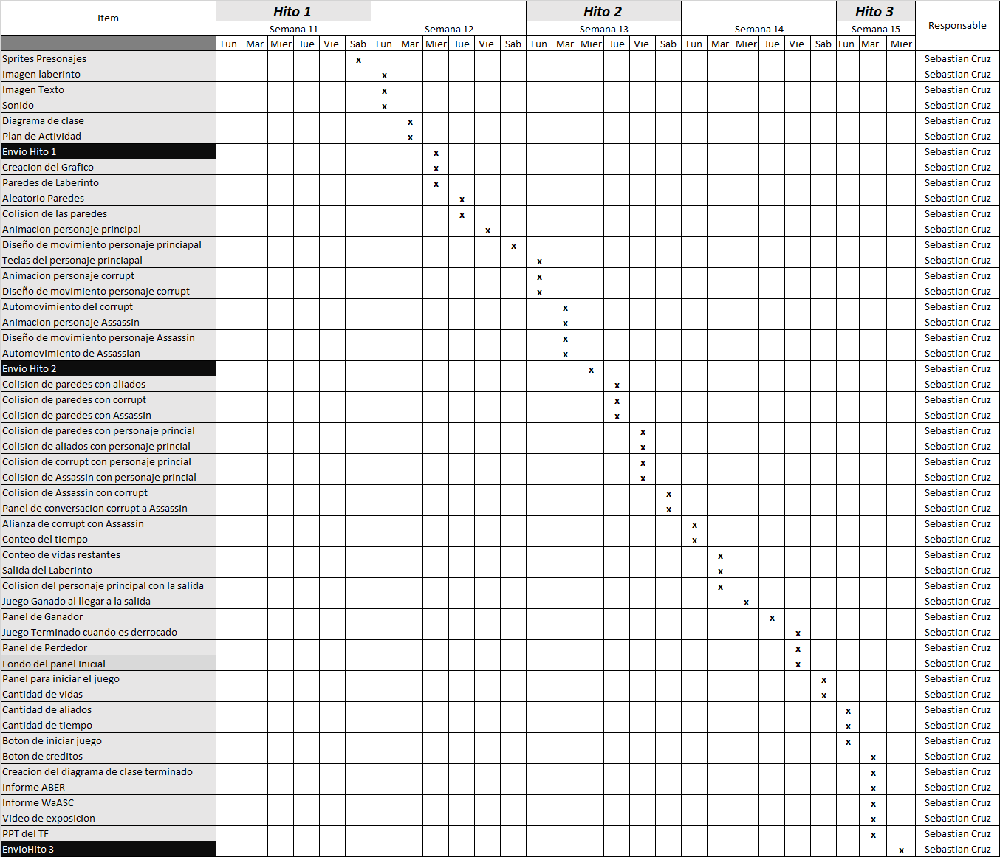 Item Hito 1 Hito 2 Hito 3 Responsable
Semana 11 Semana 12 Semana 13 Semana 14 Semana 15
Lun Mar Mier Jue Vie Sab Lun Mar Mier Jue Vie Sab Lun Mar Mier Jue Vie Sab Lun Mar Mier Jue Vie Sab Lun Mar Mier
Sprites Presonajes x Sebastian Cruz
Imagen laberinto x Sebastian Cruz
Imagen Texto x Sebastian Cruz
Sonido x Sebastian Cruz
Diagrama de clase x Sebastian Cruz
Plan de Actividad x Sebastian Cruz
Envio Hito 1 x Sebastian Cruz
Creacion del Grafico x Sebastian Cruz
Paredes de Laberinto x Sebastian Cruz
Aleatorio Paredes x Sebastian Cruz
Colision de las paredes x Sebastian Cruz
Animacion personaje principal x Sebastian Cruz
Diseño de movimiento personaje princiapal x Sebastian Cruz
Teclas del personaje princiapal x Sebastian Cruz
Animacion personaje corrupt x Sebastian Cruz
Diseño de movimiento personaje corrupt x Sebastian Cruz
Automovimiento del corrupt x Sebastian Cruz
Animacion personaje Assassin x Sebastian Cruz
Diseño de movimiento personaje Assassin x Sebastian Cruz
Automovimiento de Assassian x Sebastian Cruz
Envio Hito 2 x Sebastian Cruz
Colision de paredes con aliados x Sebastian Cruz
Colision de paredes con corrupt x Sebastian Cruz
Colision de paredes con Assassin x Sebastian Cruz
Colision de paredes con personaje princial x Sebastian Cruz
Colision de aliados con personaje princial x Sebastian Cruz
Colision de corrupt con personaje princial x Sebastian Cruz
Colision de Assassin con personaje princial x Sebastian Cruz
Colision de Assassin con corrupt x Sebastian Cruz
Panel de conversacion corrupt a Assassin x Sebastian Cruz
Alianza de corrupt con Assassin x Sebastian Cruz
Conteo del tiempo x Sebastian Cruz
Conteo de vidas restantes x Sebastian Cruz
Salida del Laberinto x Sebastian Cruz
Colision del personaje principal con la salida x Sebastian Cruz
Juego Ganado al llegar a la salida x Sebastian Cruz
Panel de Ganador x Sebastian Cruz
Juego Terminado cuando es derrocado x Sebastian Cruz
Panel de Perdedor x Sebastian Cruz
Fondo del panel Inicial x Sebastian Cruz
Panel para iniciar el juego x Sebastian Cruz
Cantidad de vidas x Sebastian Cruz
Cantidad de aliados x Sebastian Cruz
Cantidad de tiempo x Sebastian Cruz
Boton de iniciar juego x Sebastian Cruz
Boton de creditos x Sebastian Cruz
Creacion del diagrama de clase terminado x Sebastian Cruz
Informe ABER x Sebastian Cruz
Informe WaASC x Sebastian Cruz
Video de exposicion x Sebastian Cruz
PPT del TF x Sebastian Cruz
EnvioHito 3 x Sebastian Cruz